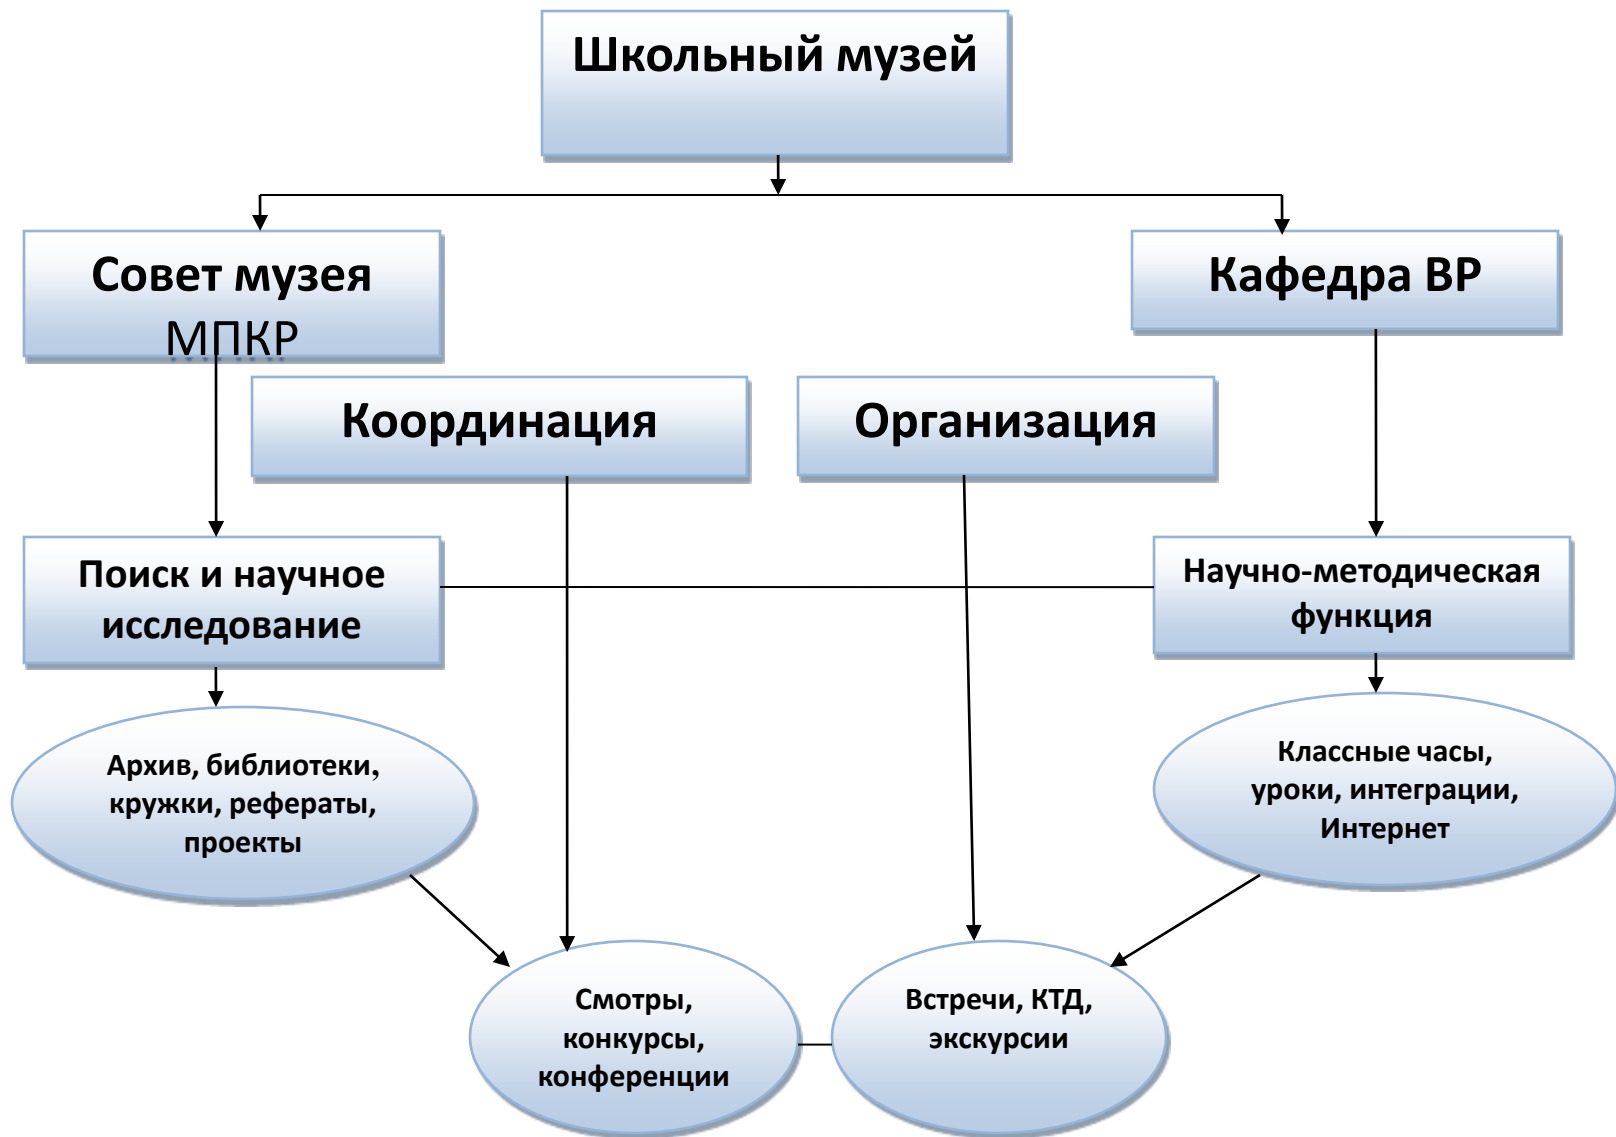 Школьный музей
Совет музея
МПКР
Кафедра ВР
Координация
Организация
Поиск и научное
исследование
Научно-методическая
функция
Архив, библиотеки,
кружки, рефераты,
проекты
Классные часы,
уроки, интеграции,
Интернет
Смотры,
конкурсы,
конференции
Встречи, КТД,
экскурсии